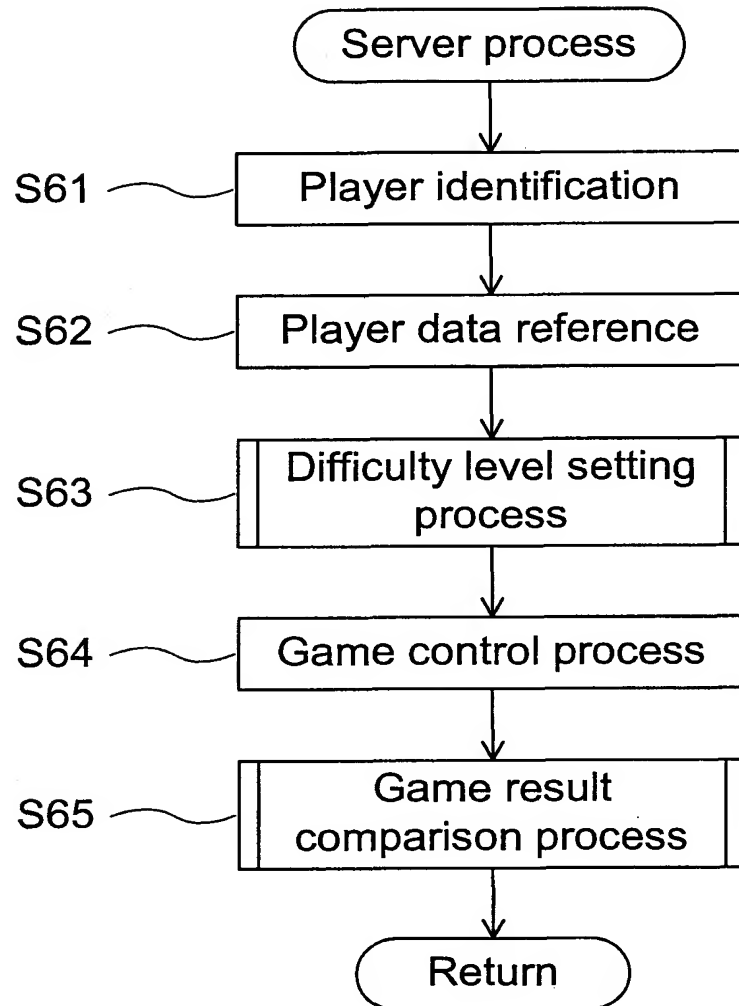 Server process
S61
Player identification
S62
Player data reference
S63
Difficulty level setting
process
S64
Game control process
S65
Game result
comparison process
Return